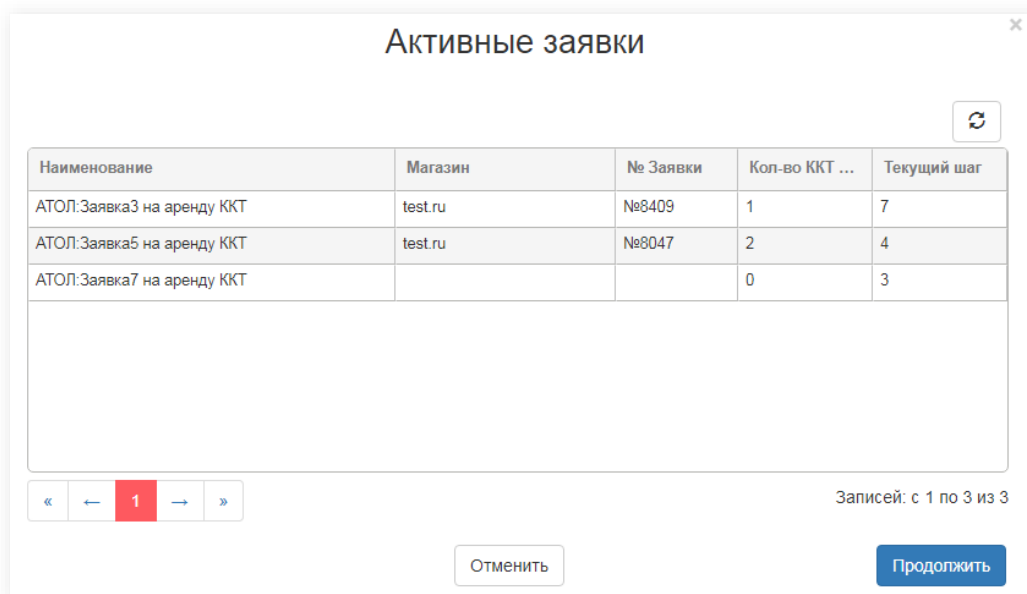 Активные заявки
×
Наименование Магазин № Заявки Кол-во ККТ ... Текущий шаг
АТОЛ:Заявка3 на аренду ККТ test.ru №8409 1 7
АТОЛ:Заявка5 на аренду ККТ test.ru №8047 2 4
АТОЛ:Заявка7 на аренду ККТ 0 3
« ← 1 → » Записей: с 1 по 3 из 3
Отменить Продолжить